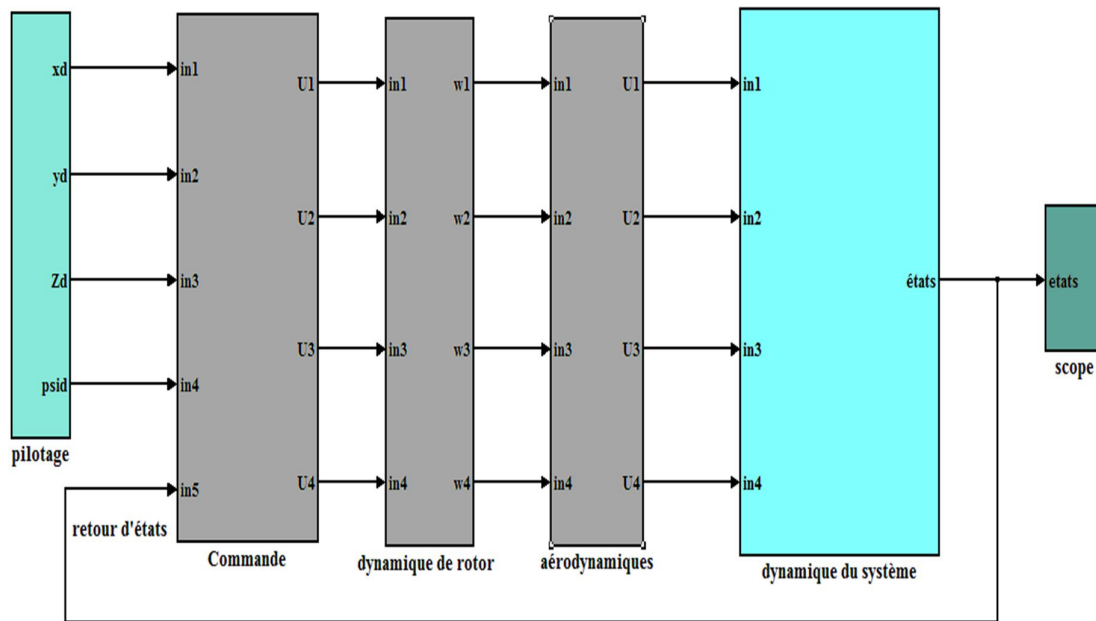 xd
yd
Zd
psid
pilotage
in1
in2
in3
in4
in5
U1
U2
U3
U4
Commande
retour d'états
in1
in2
in3
in4
w1
w2
w3
w4
dynamique de rotor
in1
in2
in3
in4
U1
U2
U3
U4
aérodynamiques
in1
in2
in3
in4
états
dynamique du système
etats
scope